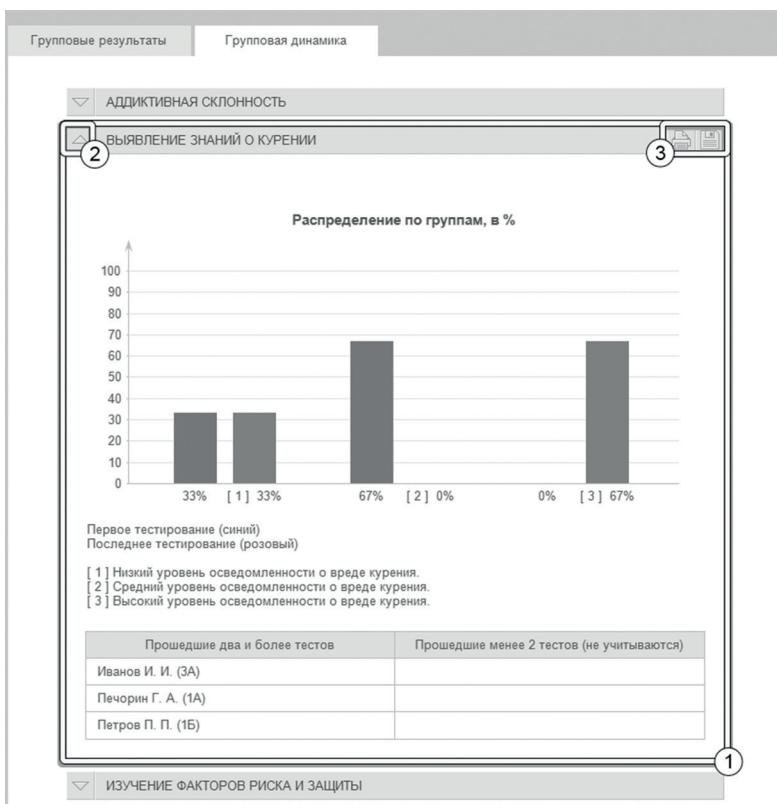 Групповые результаты
Групповая динамика
АДДИКТИВНАЯ СКЛОННОСТЬ
ВЫЯВЛЕНИЕ ЗНАНИЙ О КУРЕНИИ
2
3
Распределение по группам, в %
100
90
80
70
60
50
40
30
20
10
0
33% [ 1 ] 33% 67% [ 2 ] 0% 0% [ 3 ] 67%
Первое тестирование (синий)
Последнее тестирование (розовый)
[ 1 ] Низкий уровень осведомленности о вреде курения.
[ 2 ] Средний уровень осведомленности о вреде курения.
[ 3 ] Высокий уровень осведомленности о вреде курения.
Прошедшие два и более тестов Прошедшие менее 2 тестов (не учитываются)
Иванов И. И. (3А)
Печорин Г. А. (1А)
Петров П. П. (1Б)
1
ИЗУЧЕНИЕ ФАКТОРОВ РИСКА И ЗАЩИТЫ